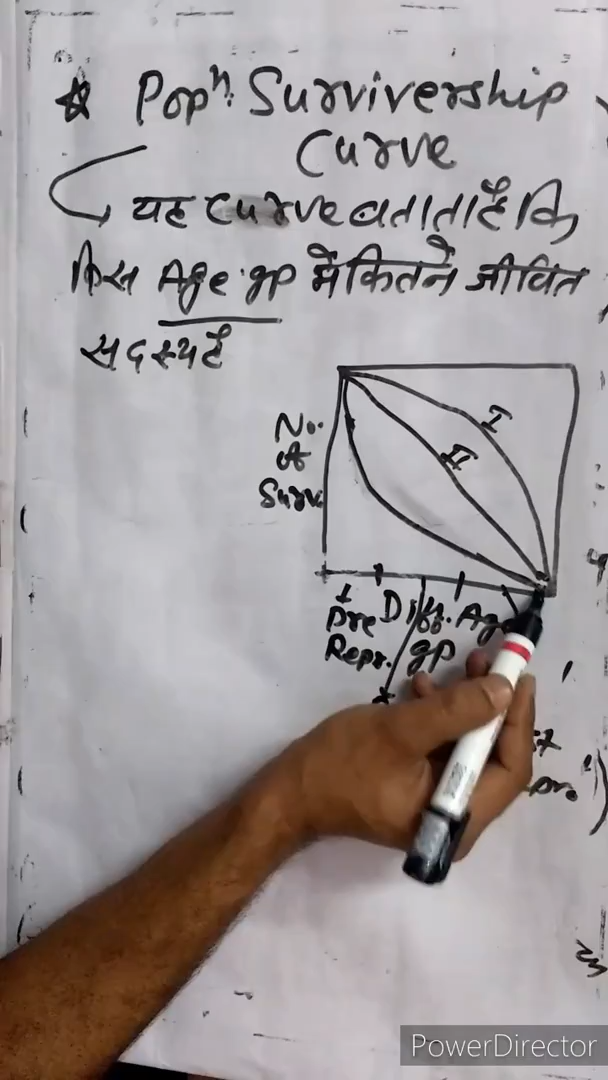 ☆ Popⁿ. Survivership
Curve
यह curve बताता है कि
किस Age gp में कितने जीवित
सदस्य है
I
II
No.
of
Surv.
Pre Diff. Age
Repr. gp
PowerDirector